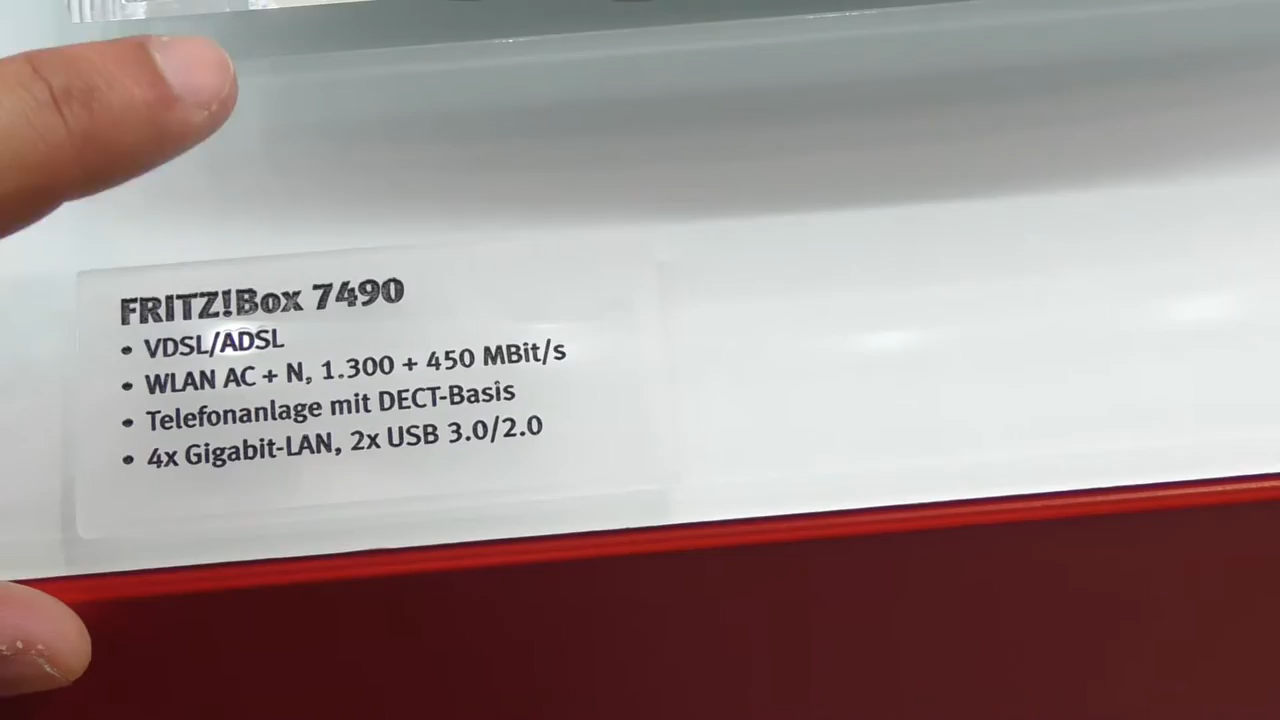 FRITZ!Box 7490
• VDSL/ADSL
• WLAN AC + N, 1.300 + 450 MBit/s
• Telefonanlage mit DECT-Basis
• 4x Gigabit-LAN, 2x USB 3.0/2.0